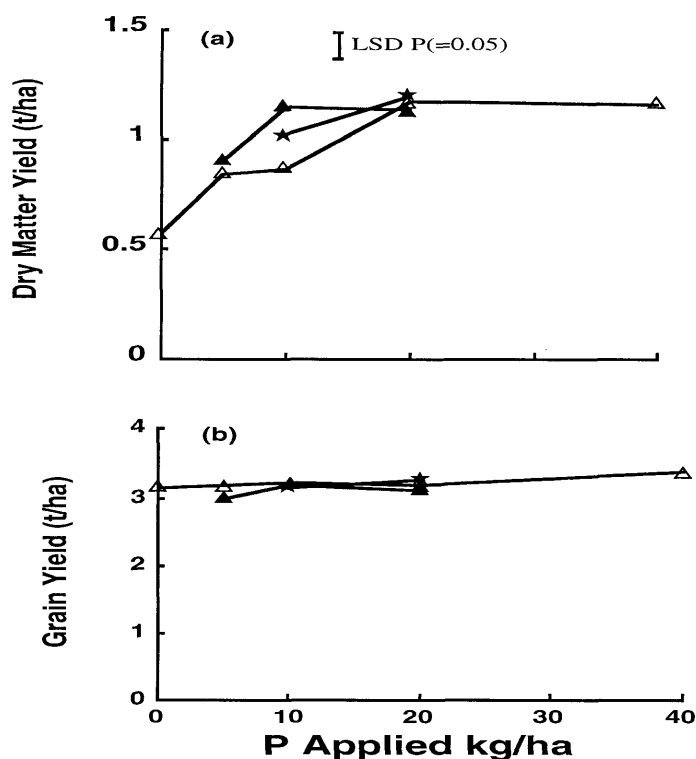 1.5
(a)
LSD P(=0.05)
1
0.5
0
Dry Matter Yield (t/ha)
4
(b)
3
2
1
0
Grain Yield (t/ha)
0 10 20 30 40
P Applied kg/ha